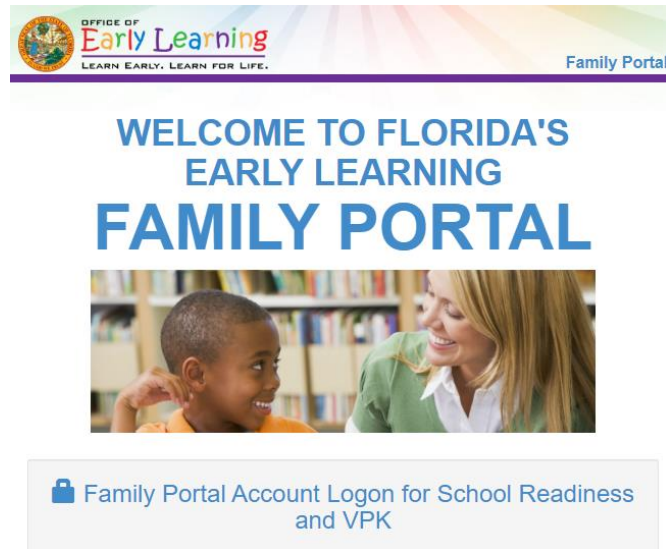 OFFICE OF
Early Learning
LEARN EARLY. LEARN FOR LIFE.
Family Portal
WELCOME TO FLORIDA'S
EARLY LEARNING
FAMILY PORTAL
Family Portal Account Logon for School Readiness
and VPK